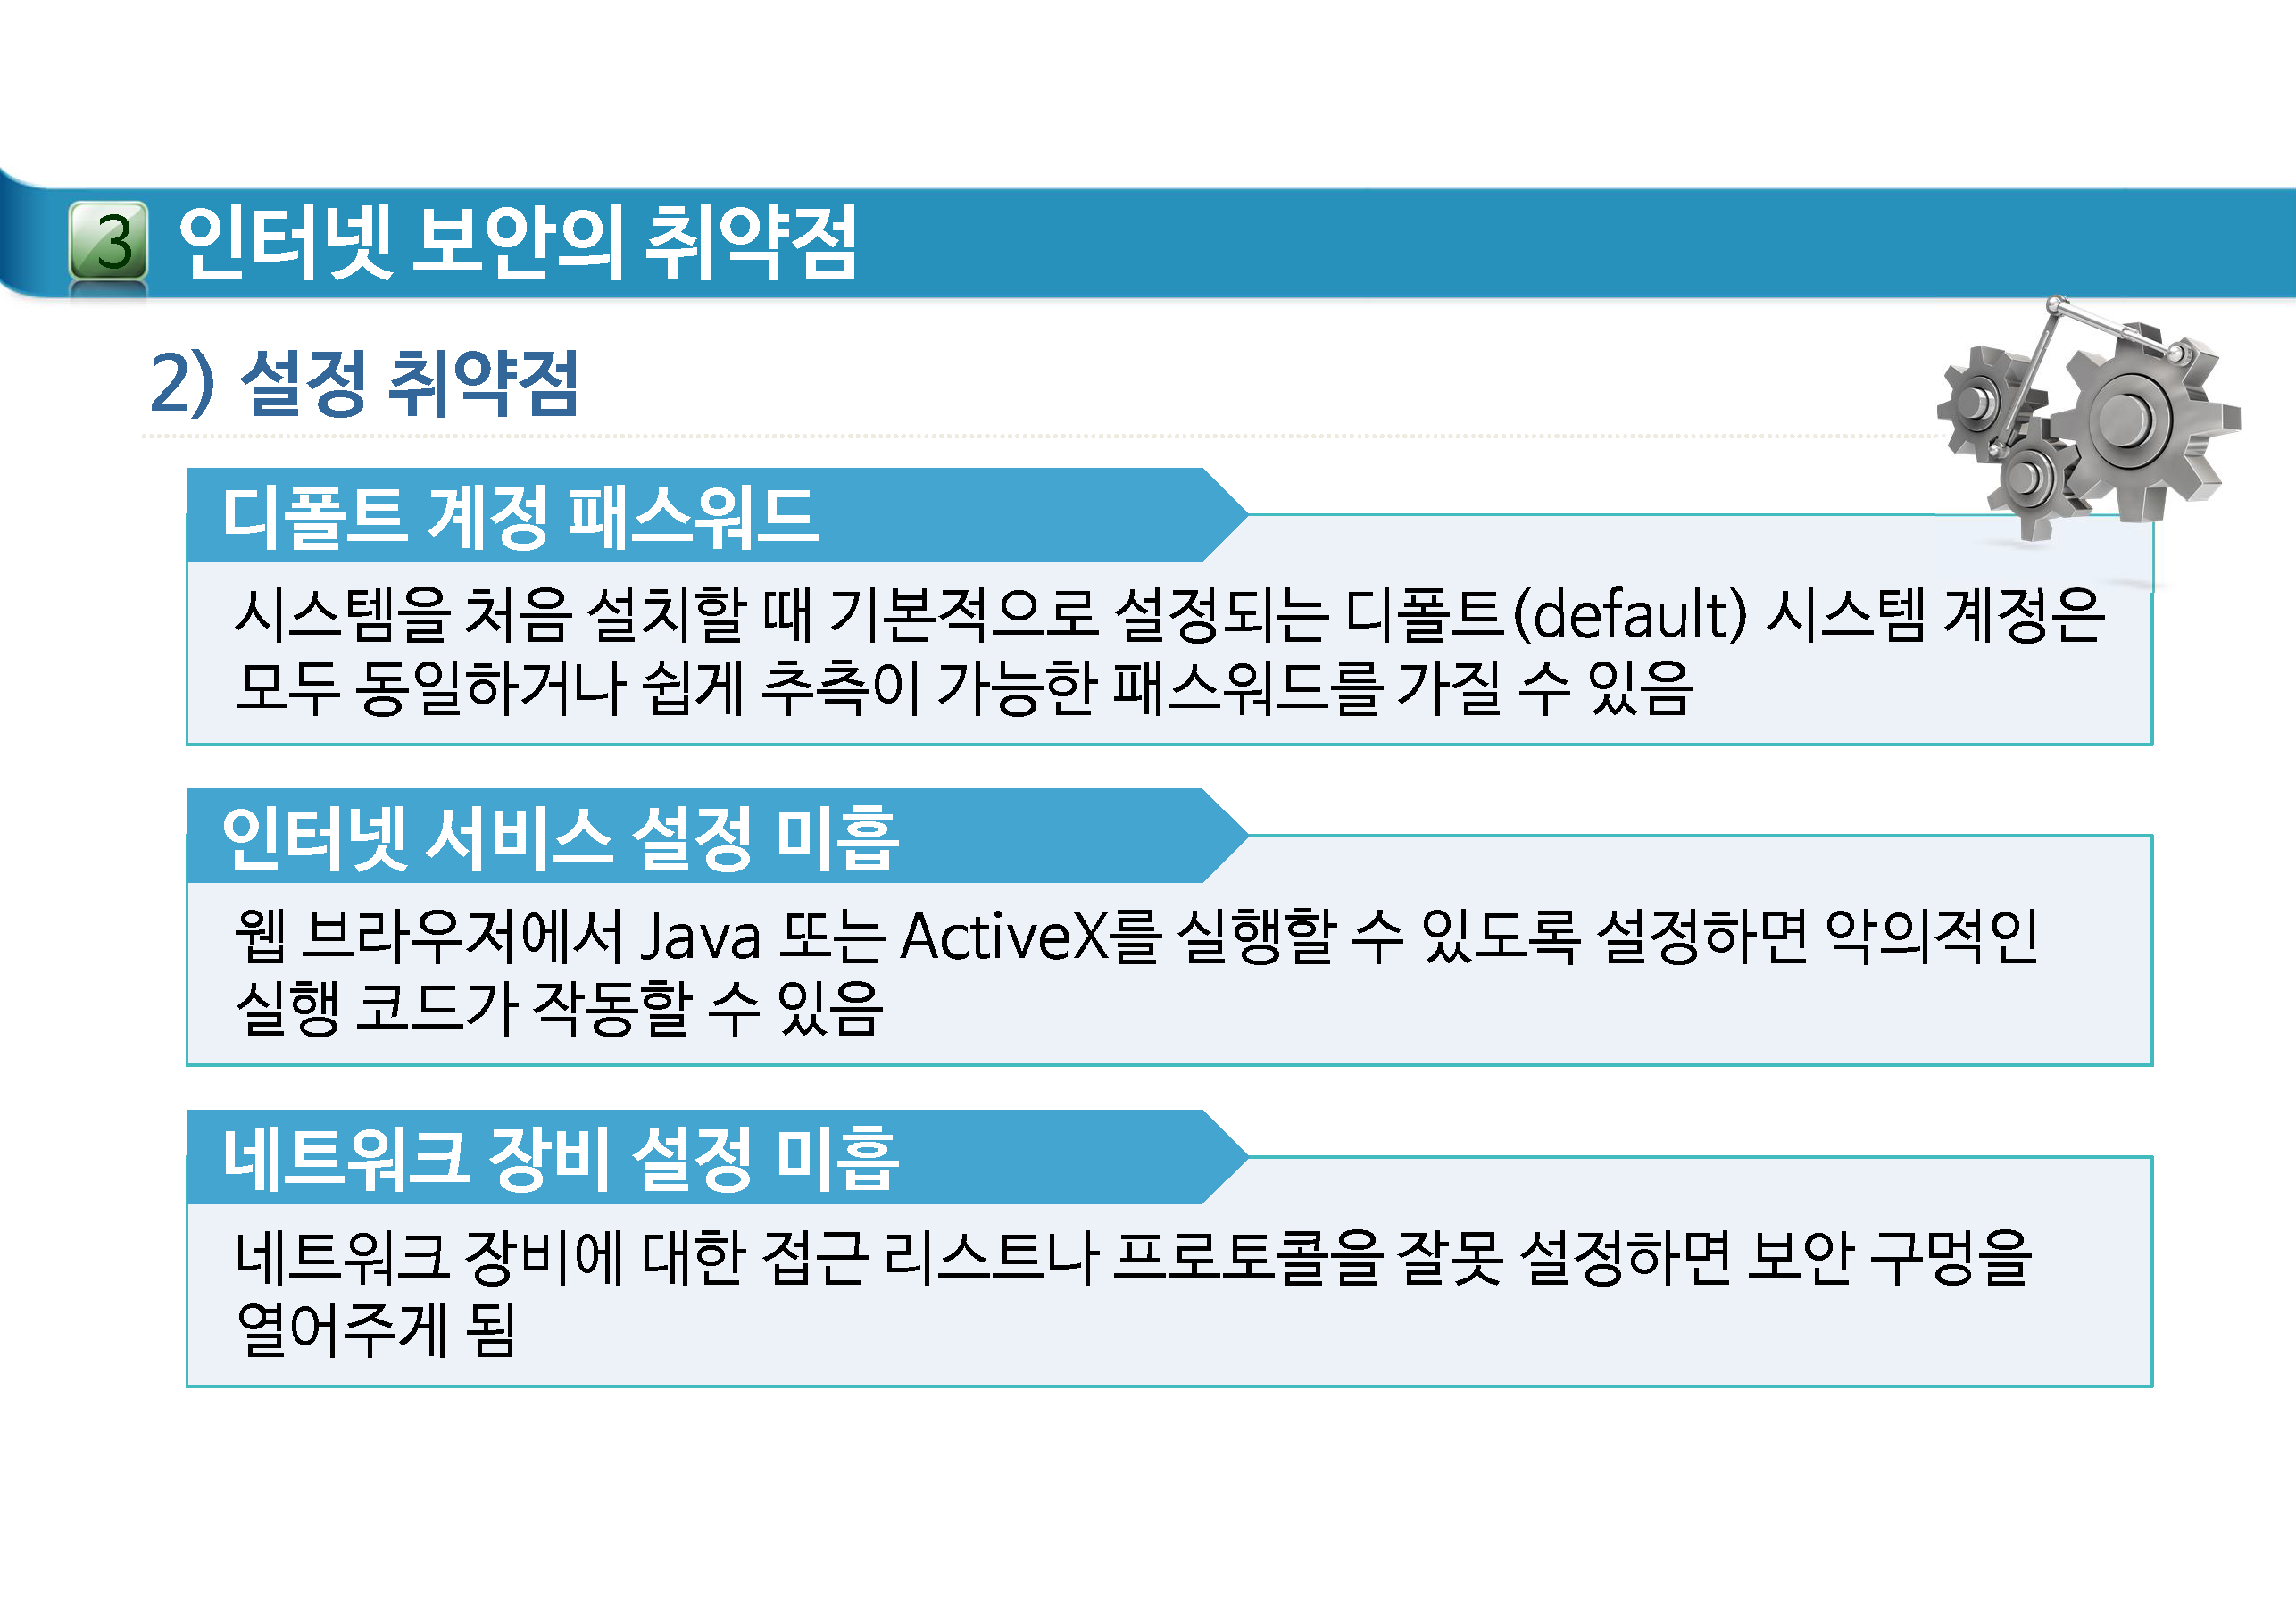 3 인터넷 보안의 취약점
2) 설정 취약점
디폴트 계정 패스워드
시스템을 처음 설치할 때 기본적으로 설정되는 디폴트(default) 시스템 계정은
모두 동일하거나 쉽게 추측이 가능한 패스워드를 가질 수 있음
인터넷 서비스 설정 미흡
웹 브라우저에서 Java 또는 ActiveX를 실행할 수 있도록 설정하면 악의적인
실행 코드가 작동할 수 있음
네트워크 장비 설정 미흡
네트워크 장비에 대한 접근 리스트나 프로토콜을 잘못 설정하면 보안 구멍을
열어주게 됨